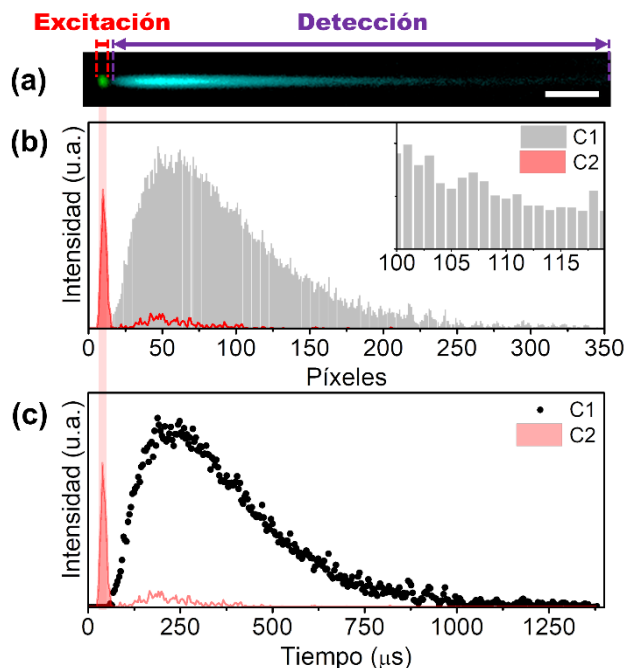 Excitación Detección
(a)
(b)
Intensidad (u.a.)
C1
C2
100 105 110 115
0 50 100 150 200 250 300 350
Píxeles
(c)
Intensidad (u.a.)
C1
C2
0 250 500 750 1000 1250
Tiempo (µs)